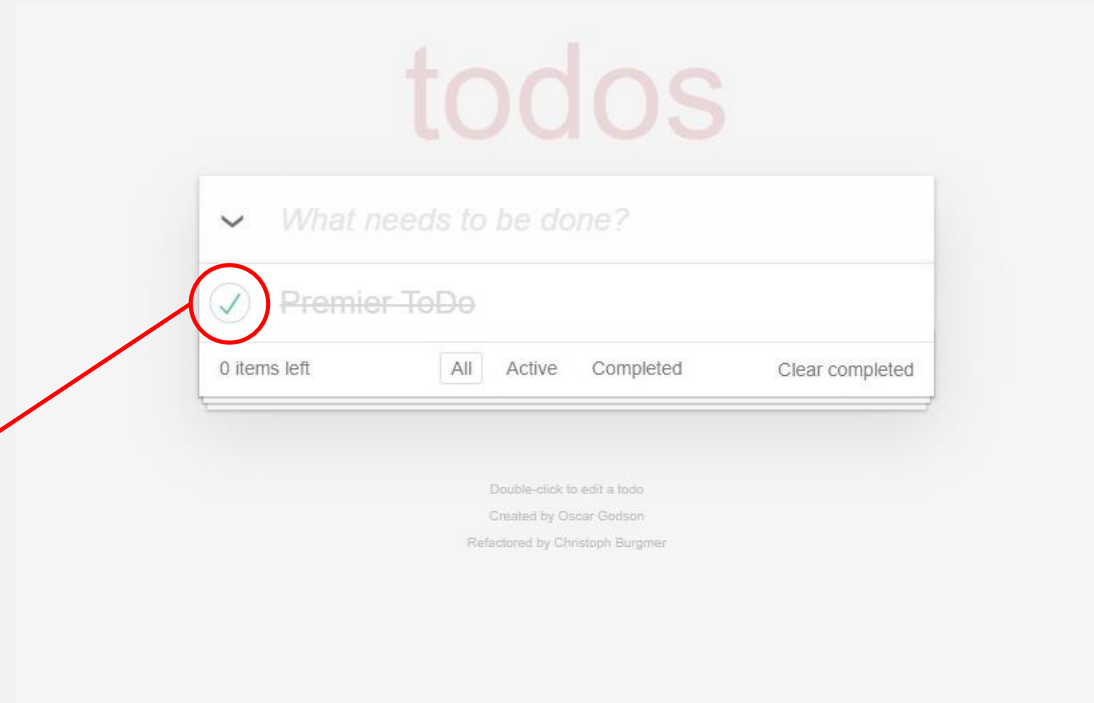 todos
What needs to be done?
Premier ToDo
0 items left All Active Completed Clear completed
Double-click to edit a todo
Created by Oscar Godson
Refactored by Christoph Burgmer